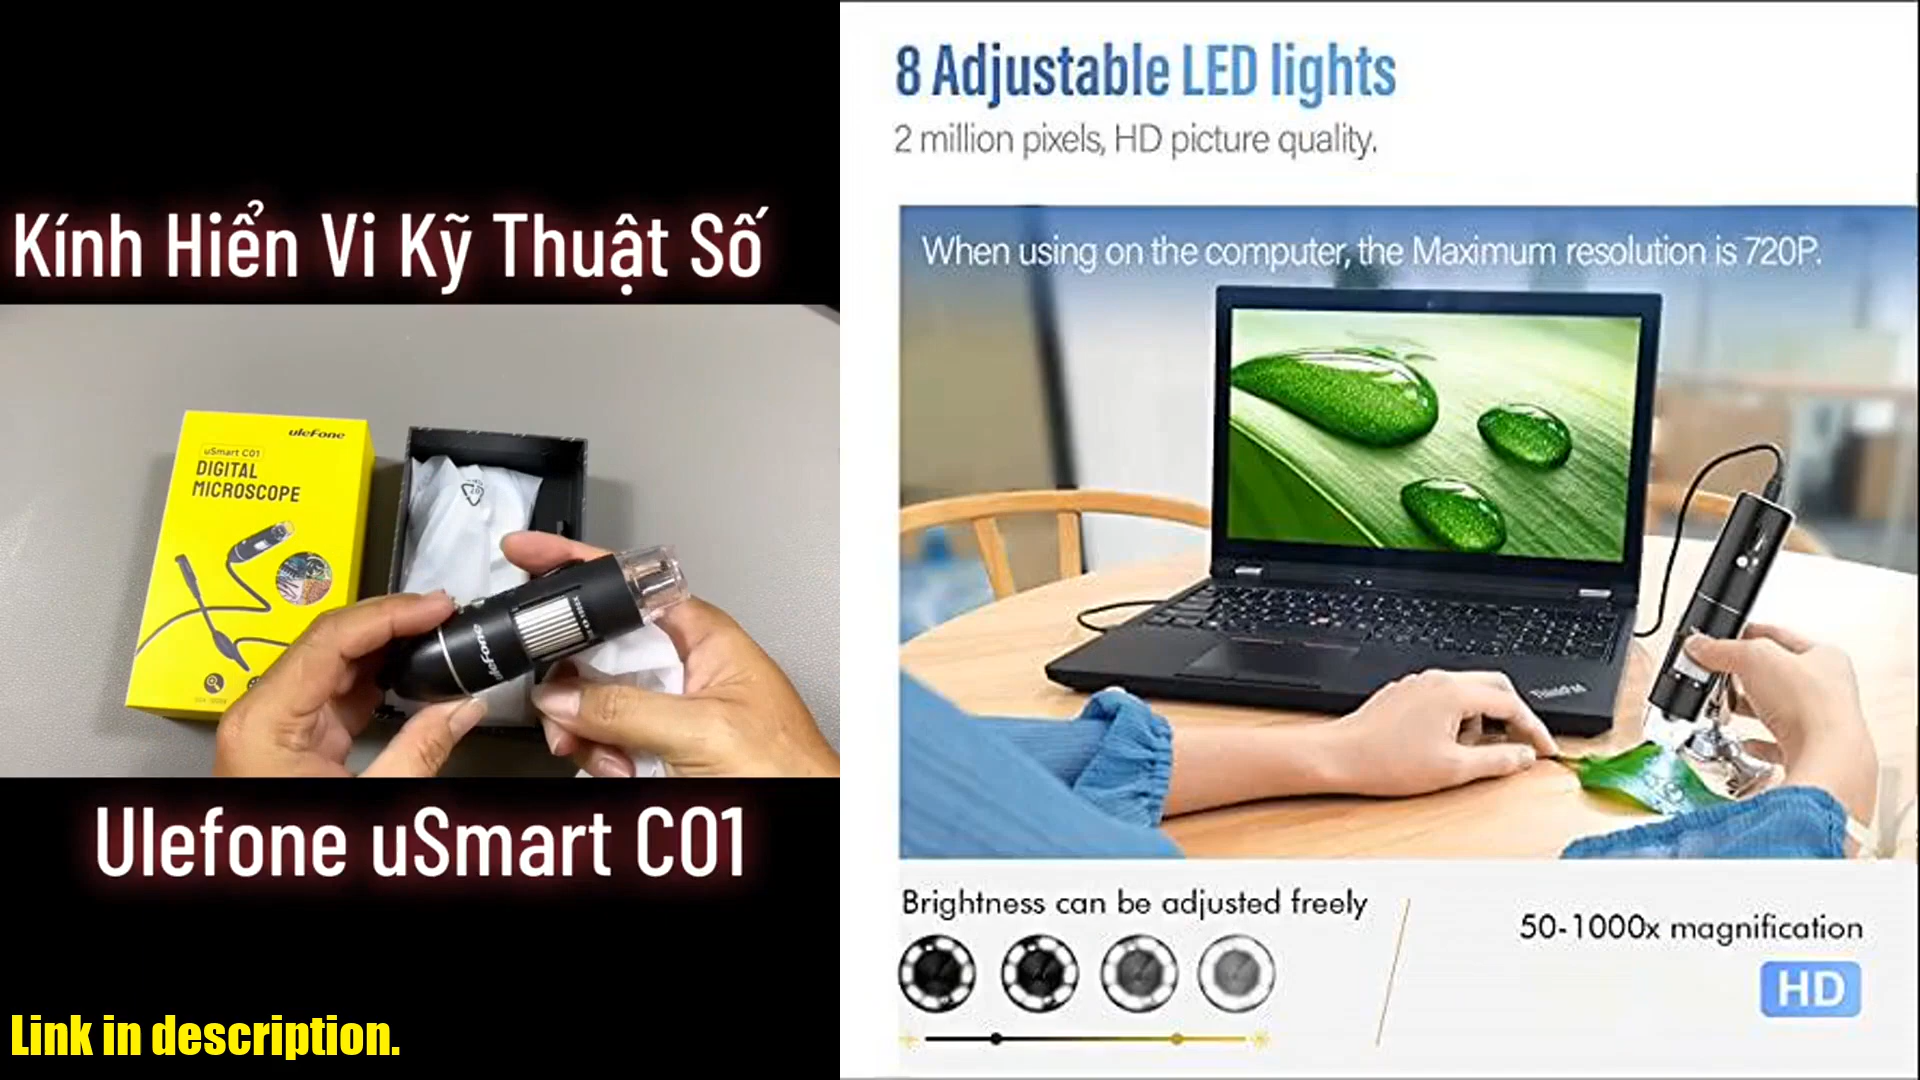 Kính Hiển Vi Kỹ Thuật Số
uleFone
uSmart C01
DIGITAL
MICROSCOPE
uleFone
Ulefone uSmart C01
Link in description.
8 Adjustable LED lights
2 million pixels, HD picture quality.
When using on the computer, the Maximum resolution is 720P.
ThinkPad
Brightness can be adjusted freely
50-1000x magnification
HD